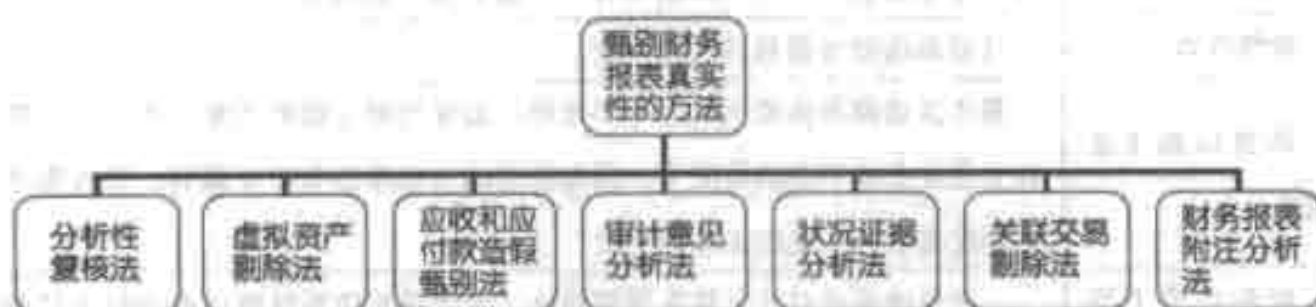 甄别财务
报表真实
性的方法
分析性
复核法
虚拟资产
剔除法
应收和应
付款造假
甄别法
审计意见
分析法
状况证据
分析法
关联交易
剔除法
财务报表
附注分析
法